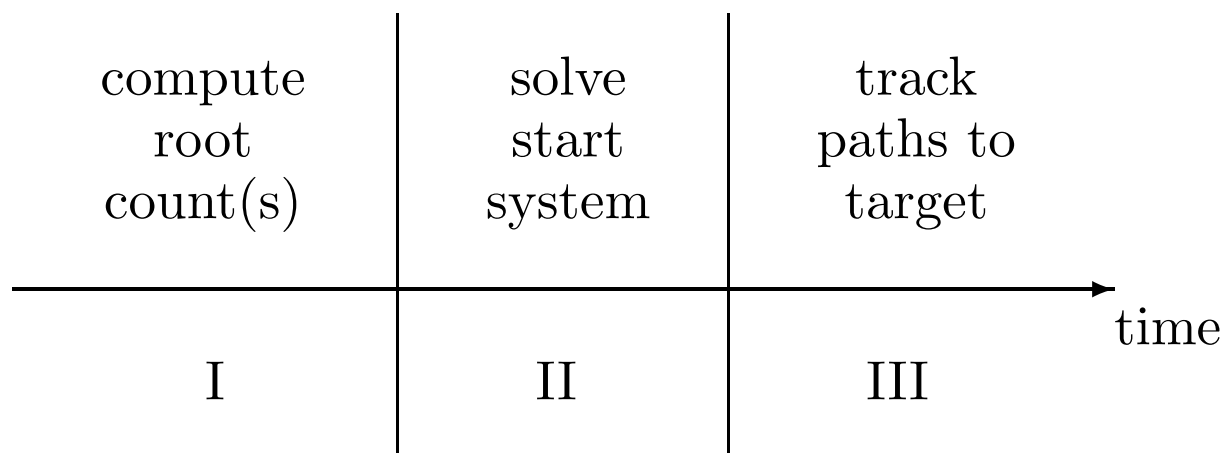 compute
root
count(s)
solve
start
system
track
paths to
target
time
I
II
III